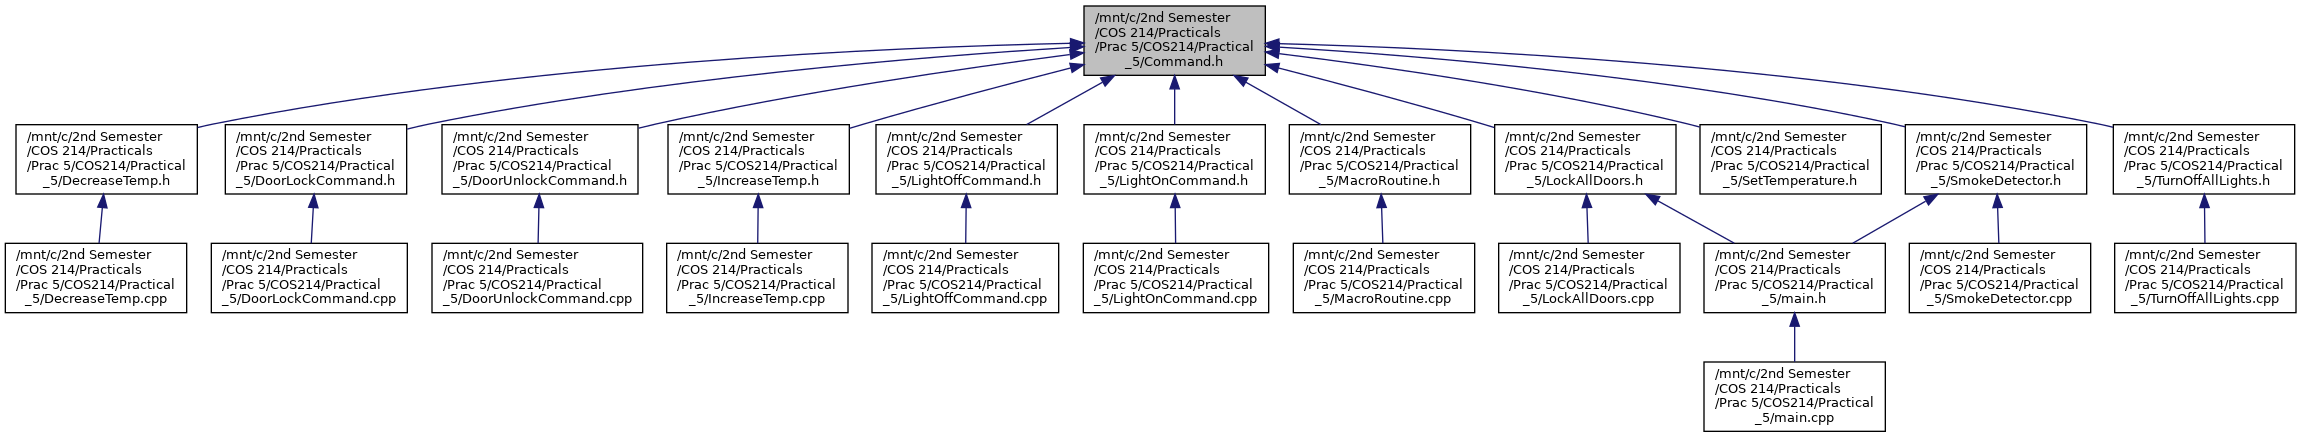 /mnt/c/2nd Semester
/COS 214/Practicals
/Prac 5/COS214/Practical
_5/Command.h
/mnt/c/2nd Semester
/COS 214/Practicals
/Prac 5/COS214/Practical
_5/DecreaseTemp.h
/mnt/c/2nd Semester
/COS 214/Practicals
/Prac 5/COS214/Practical
_5/DoorLockCommand.h
/mnt/c/2nd Semester
/COS 214/Practicals
/Prac 5/COS214/Practical
_5/DoorUnlockCommand.h
/mnt/c/2nd Semester
/COS 214/Practicals
/Prac 5/COS214/Practical
_5/IncreaseTemp.h
/mnt/c/2nd Semester
/COS 214/Practicals
/Prac 5/COS214/Practical
_5/LightOffCommand.h
/mnt/c/2nd Semester
/COS 214/Practicals
/Prac 5/COS214/Practical
_5/LightOnCommand.h
/mnt/c/2nd Semester
/COS 214/Practicals
/Prac 5/COS214/Practical
_5/MacroRoutine.h
/mnt/c/2nd Semester
/COS 214/Practicals
/Prac 5/COS214/Practical
_5/LockAllDoors.h
/mnt/c/2nd Semester
/COS 214/Practicals
/Prac 5/COS214/Practical
_5/SetTemperature.h
/mnt/c/2nd Semester
/COS 214/Practicals
/Prac 5/COS214/Practical
_5/SmokeDetector.h
/mnt/c/2nd Semester
/COS 214/Practicals
/Prac 5/COS214/Practical
_5/TurnOffAllLights.h
/mnt/c/2nd Semester
/COS 214/Practicals
/Prac 5/COS214/Practical
_5/DecreaseTemp.cpp
/mnt/c/2nd Semester
/COS 214/Practicals
/Prac 5/COS214/Practical
_5/DoorLockCommand.cpp
/mnt/c/2nd Semester
/COS 214/Practicals
/Prac 5/COS214/Practical
_5/DoorUnlockCommand.cpp
/mnt/c/2nd Semester
/COS 214/Practicals
/Prac 5/COS214/Practical
_5/IncreaseTemp.cpp
/mnt/c/2nd Semester
/COS 214/Practicals
/Prac 5/COS214/Practical
_5/LightOffCommand.cpp
/mnt/c/2nd Semester
/COS 214/Practicals
/Prac 5/COS214/Practical
_5/LightOnCommand.cpp
/mnt/c/2nd Semester
/COS 214/Practicals
/Prac 5/COS214/Practical
_5/MacroRoutine.cpp
/mnt/c/2nd Semester
/COS 214/Practicals
/Prac 5/COS214/Practical
_5/LockAllDoors.cpp
/mnt/c/2nd Semester
/COS 214/Practicals
/Prac 5/COS214/Practical
_5/main.h
/mnt/c/2nd Semester
/COS 214/Practicals
/Prac 5/COS214/Practical
_5/SmokeDetector.cpp
/mnt/c/2nd Semester
/COS 214/Practicals
/Prac 5/COS214/Practical
_5/TurnOffAllLights.cpp
/mnt/c/2nd Semester
/COS 214/Practicals
/Prac 5/COS214/Practical
_5/main.cpp